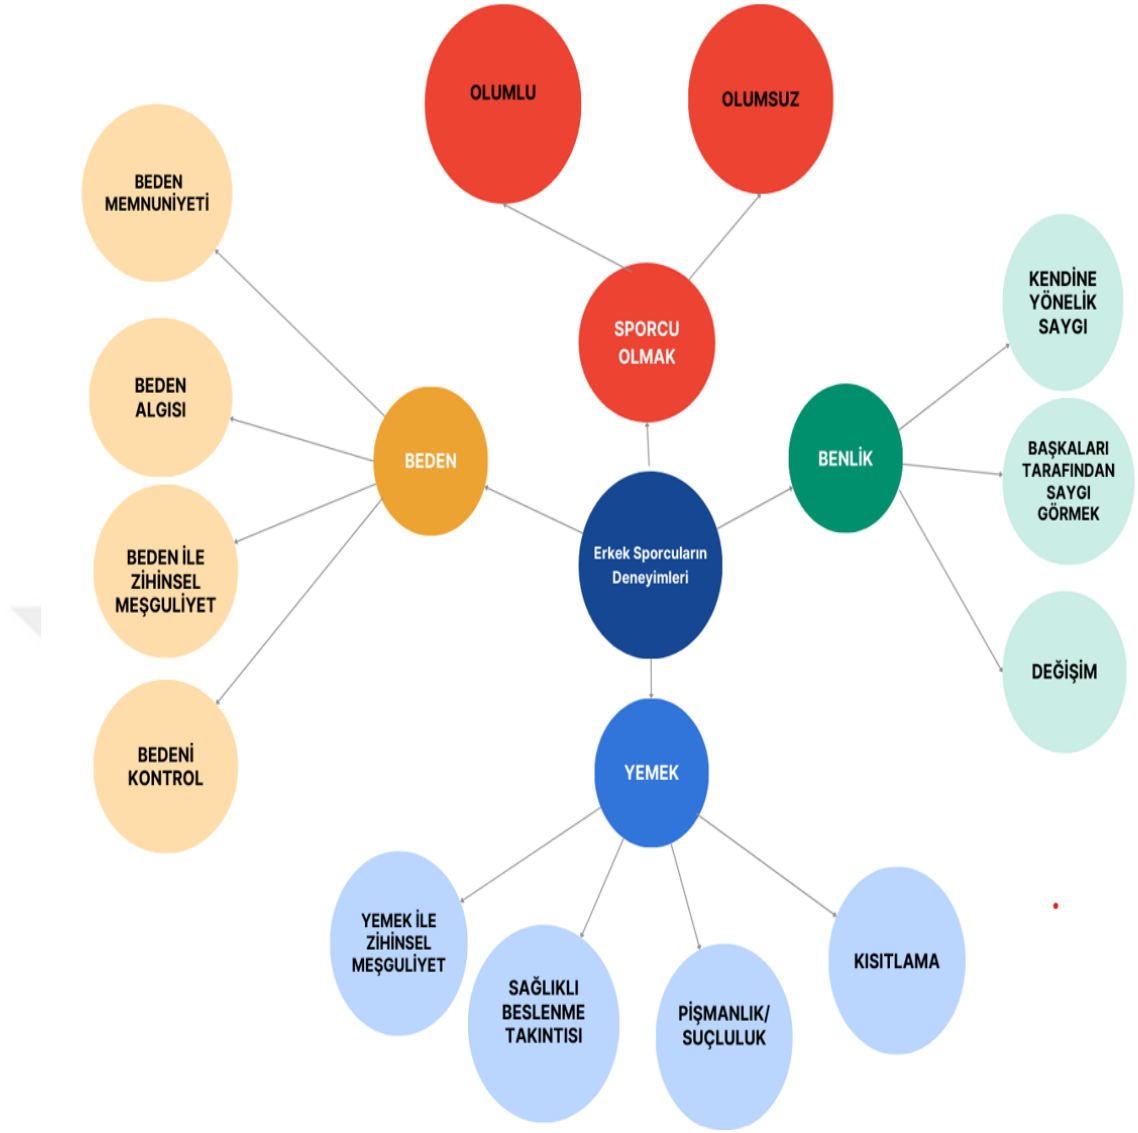 OLUMLU
OLUMSUZ
BEDEN
MEMNUNİYETİ
KENDİNE
YÖNELİK
SAYGI
SPORCU
OLMAK
BEDEN
ALGISI
BEDEN
BENLİK
BAŞKALARI
TARAFINDAN
SAYGI
GÖRMEK
Erkek Sporcuların
Deneyimleri
BEDEN İLE
ZİHİNSEL
MEŞGULİYET
DEĞİŞİM
BEDENİ
KONTROL
YEMEK
YEMEK İLE
ZİHİNSEL
MEŞGULİYET
SAĞLIKLI
BESLENME
TAKINTISI
PİŞMANLIK/
SUÇLULUK
KISITLAMA